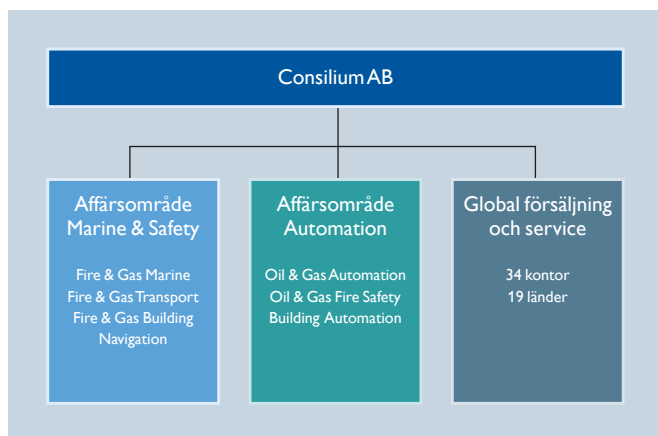 Consilium AB
Affärsområde
Marine & Safety
Fire & Gas Marine
Fire & Gas Transport
Fire & Gas Building
Navigation
Affärsområde
Automation
Oil & Gas Automation
Oil & Gas Fire Safety
Building Automation
Global försäljning
och service
34 kontor
19 länder